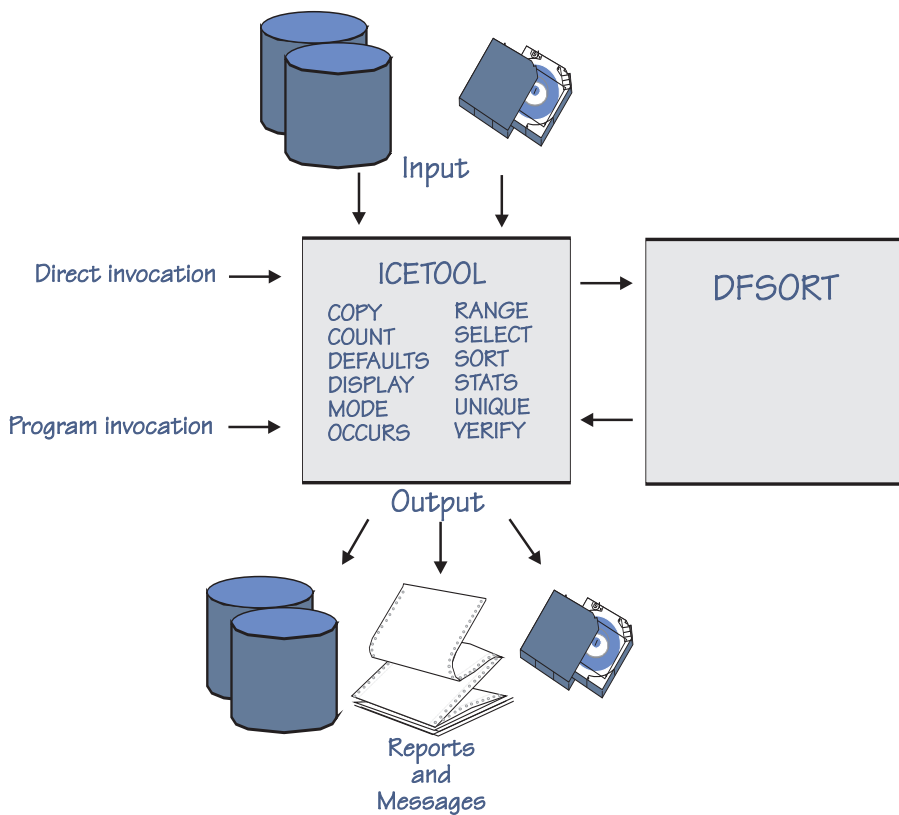 Input
Direct invocation
Program invocation
ICETOOL
COPY
COUNT
DEFAULTS
DISPLAY
MODE
OCCURS
RANGE
SELECT
SORT
STATS
UNIQUE
VERIFY
DFSORT
Output
Reports
and
Messages